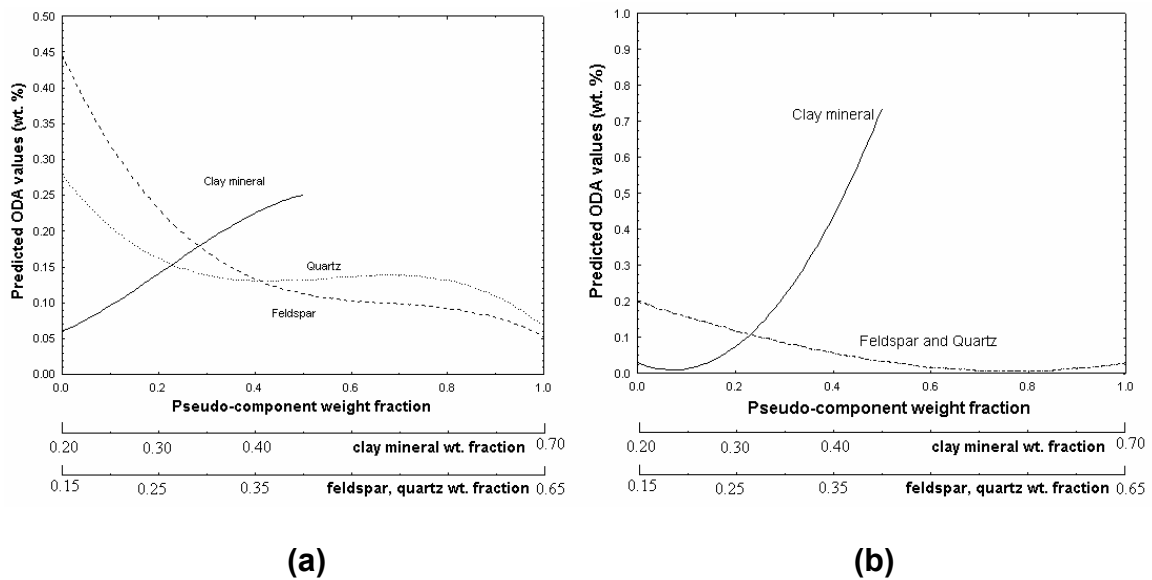 0.50
0.45
0.40
0.35
0.30
0.25
0.20
0.15
0.10
0.05
0.00
Predicted ODA values (wt. %)
Clay mineral
Quartz
Feldspar
0.0 0.2 0.4 0.6 0.8 1.0
Pseudo-component weight fraction
0.20 0.30 0.40 clay mineral wt. fraction 0.70
0.15 0.25 0.35 feldspar, quartz wt. fraction 0.65
(a)
1.0
0.9
0.8
0.7
0.6
0,5
0.4
0.3
0.2
0.1
0.0
Predicted ODA values (wt. %)
Clay mineral
Feldspar and Quartz
0.0 0.2 0.4 0.6 0.8 1.0
Pseudo-component weight fraction
0.20 0.30 0.40 clay mineral wt. fraction 0.70
0.15 0.25 0.35 feldspar, quartz wt. fraction 0.65
(b)